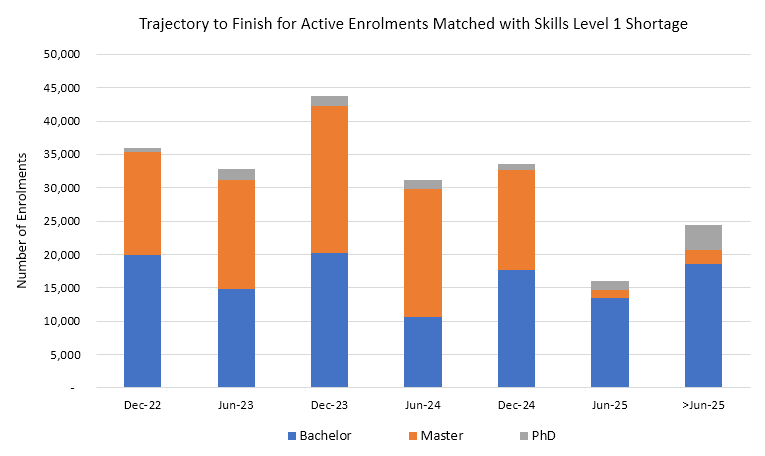 Trajectory to Finish for Active Enrolments Matched with Skills Level 1 Shortage
Number of Enrolments
50,000
45,000
40,000
35,000
30,000
25,000
20,000
15,000
10,000
5,000
-
Dec-22 Jun-23 Dec-23 Jun-24 Dec-24 Jun-25 >Jun-25
Bachelor Master PhD